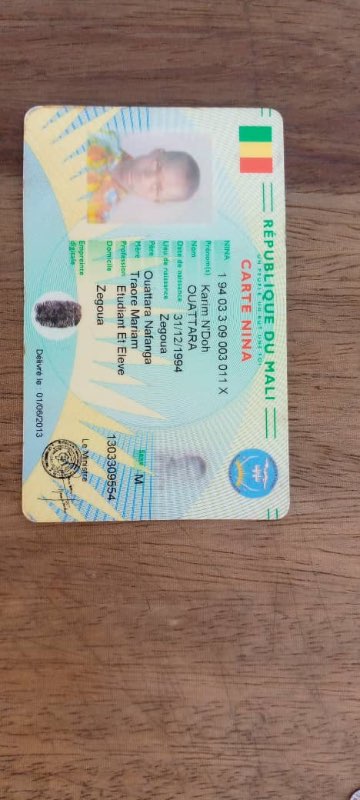 RÉPUBLIQUE DU MALI
UN PEUPLE UN BUT UNE FOI
CARTE NINA
NINA 1 94 03 3 09 003 011 X
Prénom(s) Karim N'Doh
Nom OUATTARA
Date de naissance 31/12/1994
Lieu de naissance Zegoua
Père Ouattara Nafanga
Mère Traore Mariam
Profession Etudiant Et Eleve
Domicile Zegoua
Sexe M
1303309554
Empreinte digitale
Délivré le : 01/06/2013
Le Ministre